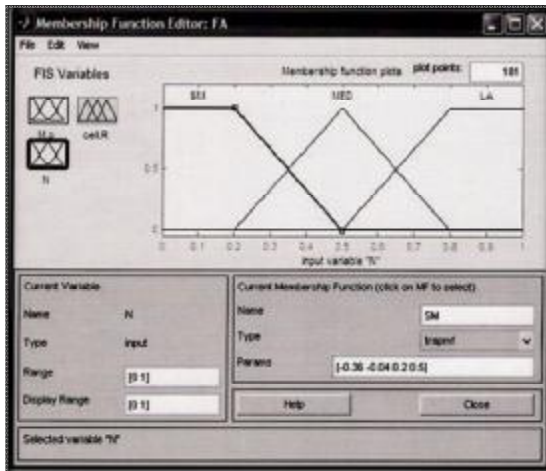 Membership Function Editor: FA
File Edit View
FIS Variables
Membership function plots
plot points:
181
SM
MED
LA
1
0.5
0
0 0.1 0.2 0.3 0.4 0.5 0.6 0.7 0.8 0.9 1
input variable "N"
cell.R
N
Current Variable
Name N
Type input
Range [0 1]
Display Range [0 1]
Current Membership Function (click on MF to select)
Name SM
Type trapmf
Params [-0.36 -0.04 0.2 0.5]
Help Close
Selected variable "N"